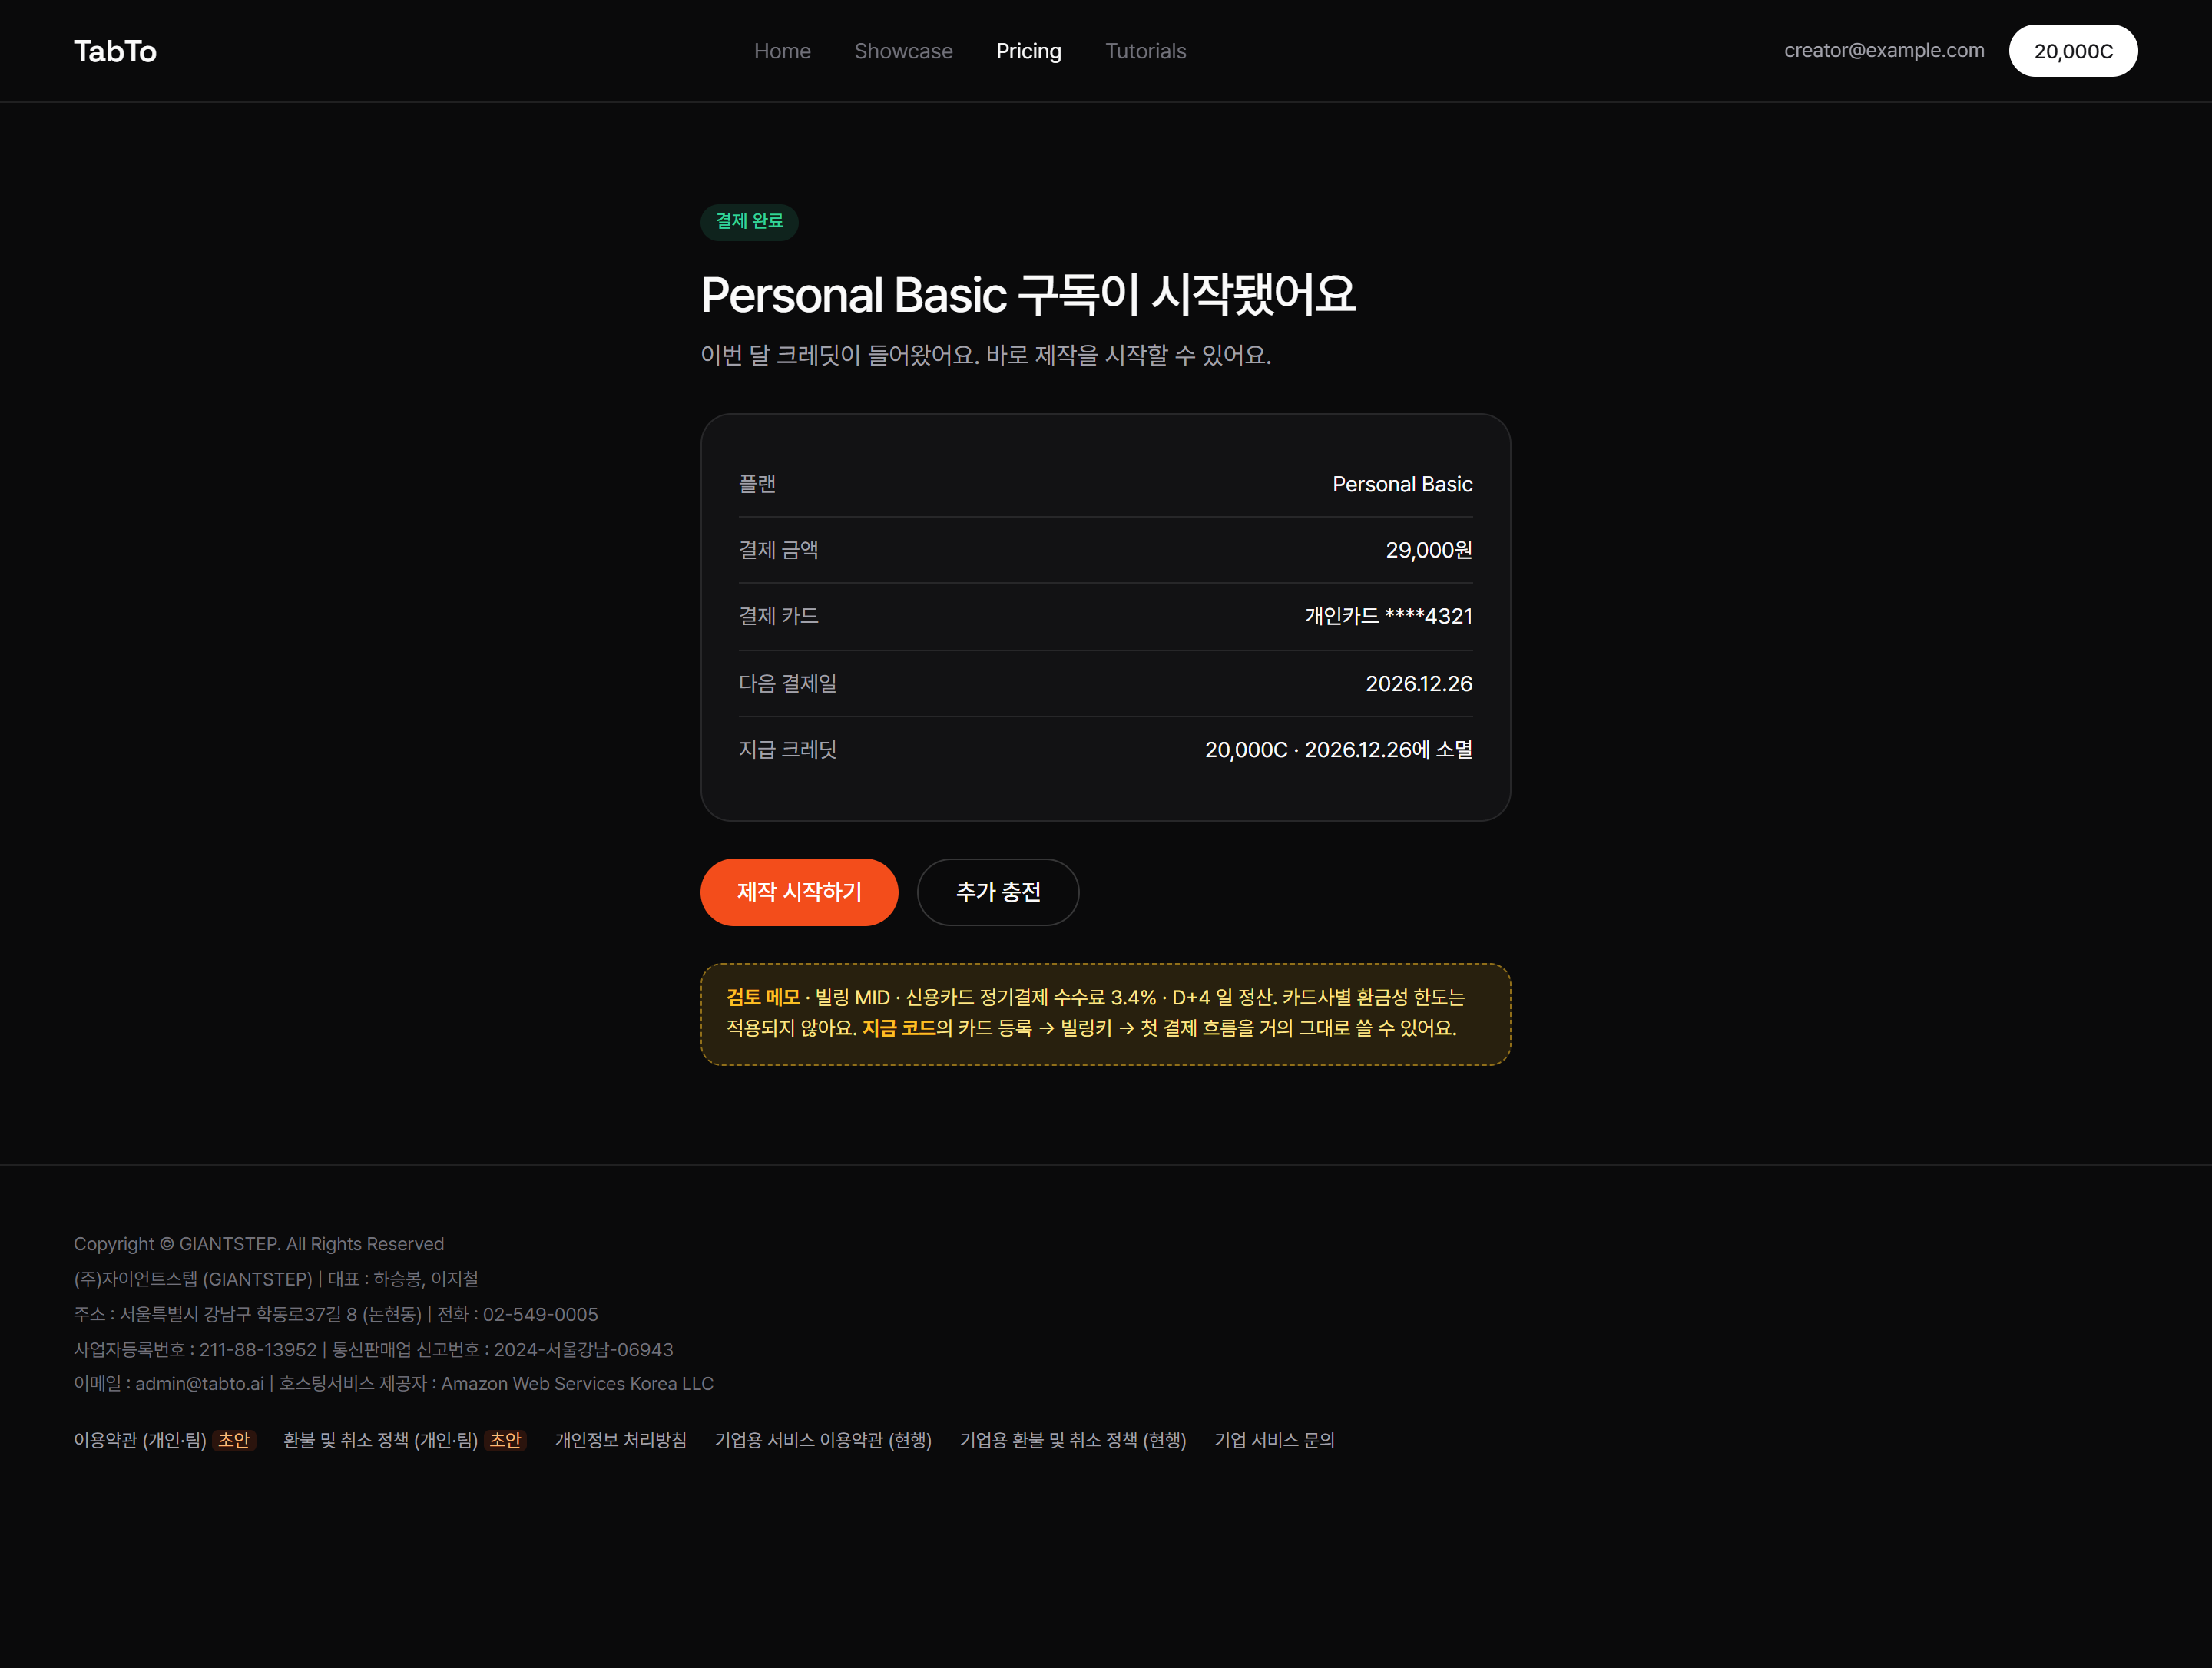 TabTo
Home Showcase Pricing Tutorials
creator@example.com 20,000C
결제 완료
Personal Basic 구독이 시작됐어요
이번 달 크레딧이 들어왔어요. 바로 제작을 시작할 수 있어요.
플랜 Personal Basic
결제 금액 29,000원
결제 카드 개인카드 ****4321
다음 결제일 2026.12.26
지급 크레딧 20,000C · 2026.12.26에 소멸
제작 시작하기 추가 충전
검토 메모 · 빌링 MID · 신용카드 정기결제 수수료 3.4% · D+4 일 정산. 카드사별 환금성 한도는
적용되지 않아요. 지금 코드의 카드 등록 → 빌링키 → 첫 결제 흐름을 거의 그대로 쓸 수 있어요.
Copyright © GIANTSTEP. All Rights Reserved
(주)자이언트스텝 (GIANTSTEP) | 대표 : 하승봉, 이지철
주소 : 서울특별시 강남구 학동로37길 8 (논현동) | 전화 : 02-549-0005
사업자등록번호 : 211-88-13952 | 통신판매업 신고번호 : 2024-서울강남-06943
이메일 : admin@tabto.ai | 호스팅서비스 제공자 : Amazon Web Services Korea LLC
이용약관 (개인·팀) 초안 환불 및 취소 정책 (개인·팀) 초안 개인정보 처리방침 기업용 서비스 이용약관 (현행) 기업용 환불 및 취소 정책 (현행) 기업 서비스 문의